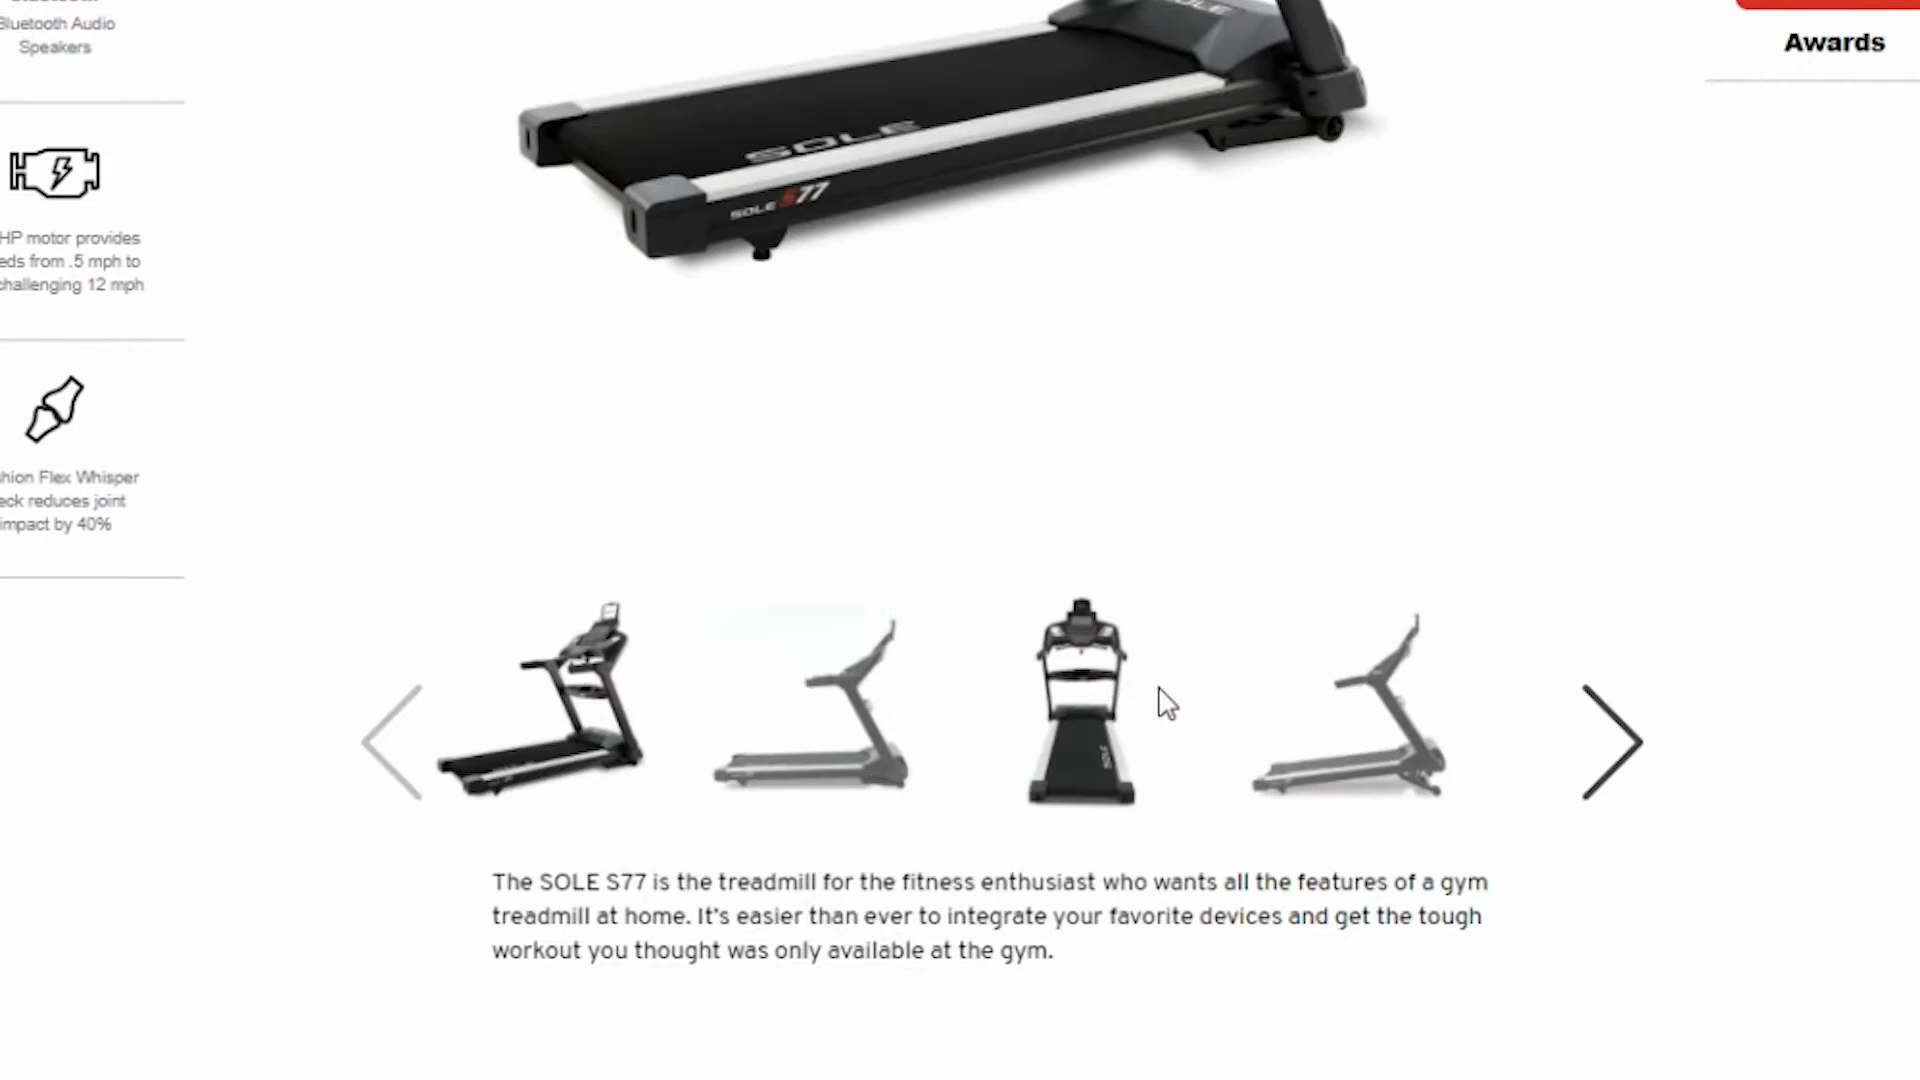 Bluetooth Audio
Speakers
HP motor provides
eds from .5 mph to
challenging 12 mph
hion Flex Whisper
eck reduces joint
impact by 40%
SOLE
SOLE
SOLE S77
Awards
SOLE
The SOLE S77 is the treadmill for the fitness enthusiast who wants all the features of a gym
treadmill at home. It's easier than ever to integrate your favorite devices and get the tough
workout you thought was only available at the gym.